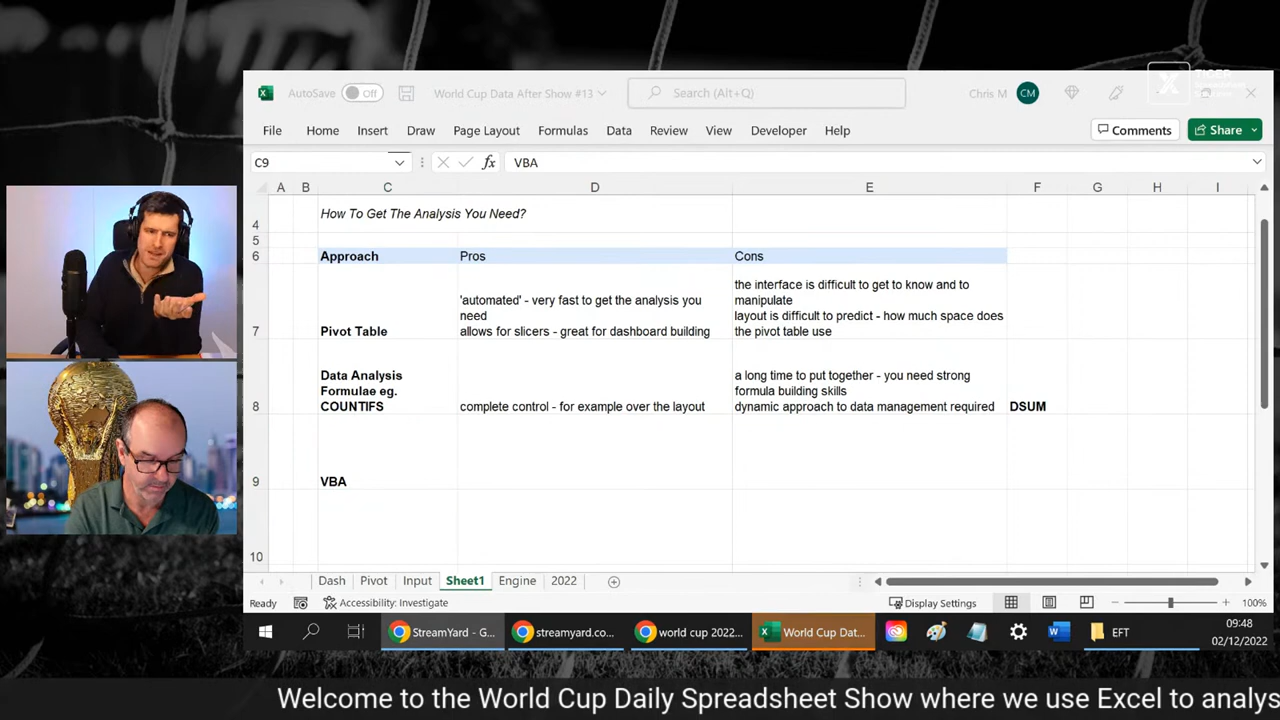 AutoSave Off World Cup Data After Show #13 Search (Alt+Q) Chris M CM
File Home Insert Draw Page Layout Formulas Data Review View Developer Help Comments Share
C9 fx VBA
A B C D E F G H I
4 How To Get The Analysis You Need?
5
6 Approach Pros Cons
the interface is difficult to get to know and to
'automated' - very fast to get the analysis you manipulate
need layout is difficult to predict - how much space does
7 Pivot Table allows for slicers - great for dashboard building the pivot table use
Data Analysis a long time to put together - you need strong
Formulae eg. formula building skills
8 COUNTIFS complete control - for example over the layout dynamic approach to data management required DSUM
9 VBA
10
Dash Pivot Input Sheet1 Engine 2022
Ready Accessibility: Investigate Display Settings 100%
StreamYard - G... streamyard.co... world cup 2022... World Cup Dat... EFT 09:48
02/12/2022
Welcome to the World Cup Daily Spreadsheet Show where we use Excel to analys